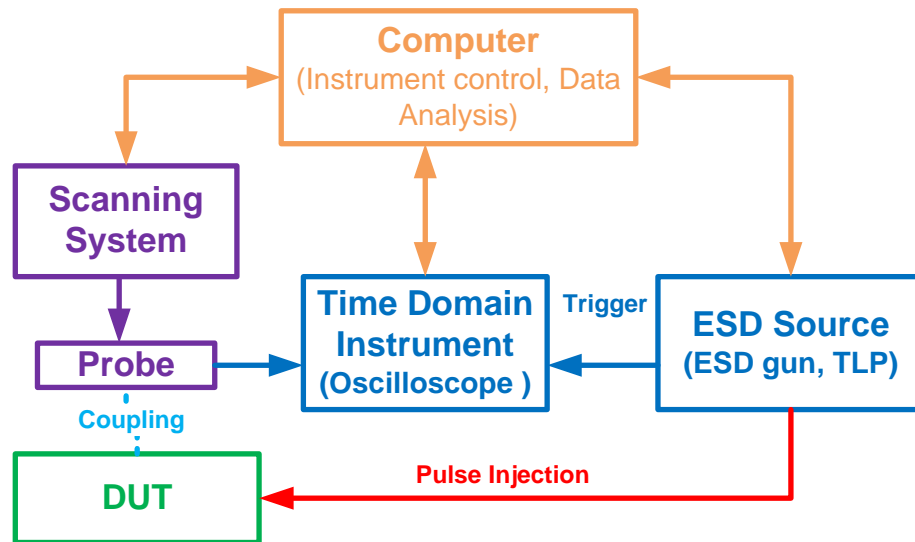 Computer
(Instrument control, Data
Analysis)
Scanning
System
Time Domain
Instrument
(Oscilloscope )
Trigger
ESD Source
(ESD gun, TLP)
Probe
Coupling
DUT
Pulse Injection